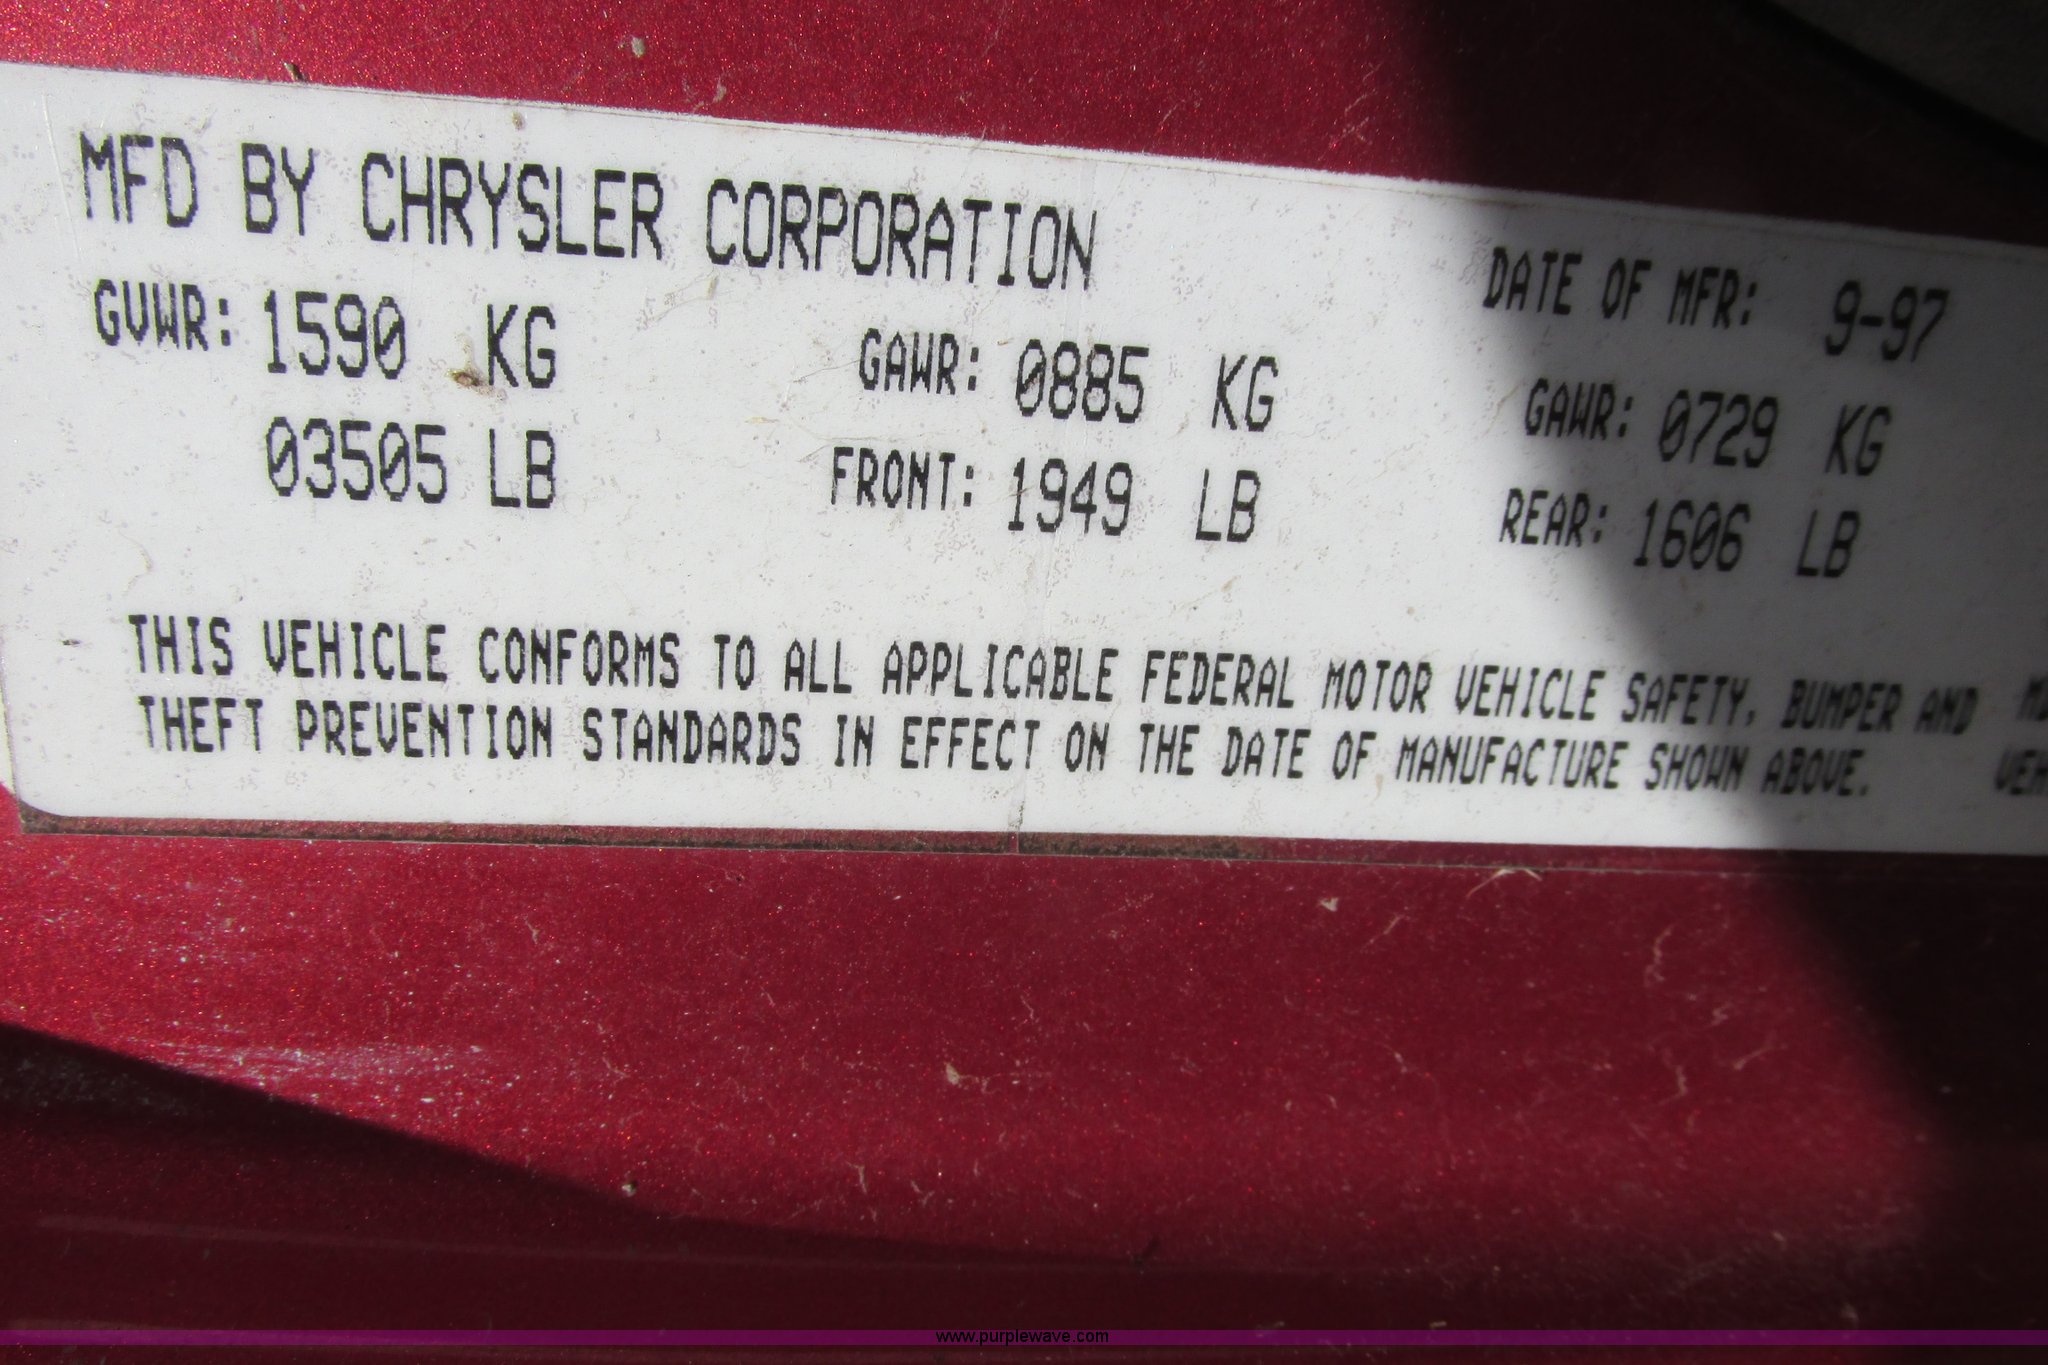 MFD BY CHRYSLER CORPORATION
DATE OF MFR: 9-97
GVWR: 1590 KG
03505 LB
GAWR: 0885 KG
FRONT: 1949 LB
GAWR: 0729 KG
REAR: 1606 LB
THIS VEHICLE CONFORMS TO ALL APPLICABLE FEDERAL MOTOR VEHICLE SAFETY, BUMPER AND
THEFT PREVENTION STANDARDS IN EFFECT ON THE DATE OF MANUFACTURE SHOWN ABOVE.
VEH
www.purplewave.com